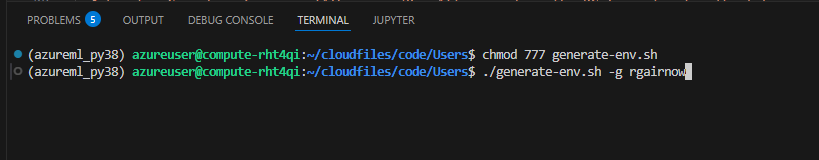 PROBLEMS 5 OUTPUT DEBUG CONSOLE TERMINAL JUPYTER
(azureml_py38) azureuser@compute-rht4qi:~/cloudfiles/code/Users$ chmod 777 generate-env.sh
(azureml_py38) azureuser@compute-rht4qi:~/cloudfiles/code/Users$ ./generate-env.sh -g rgairnow